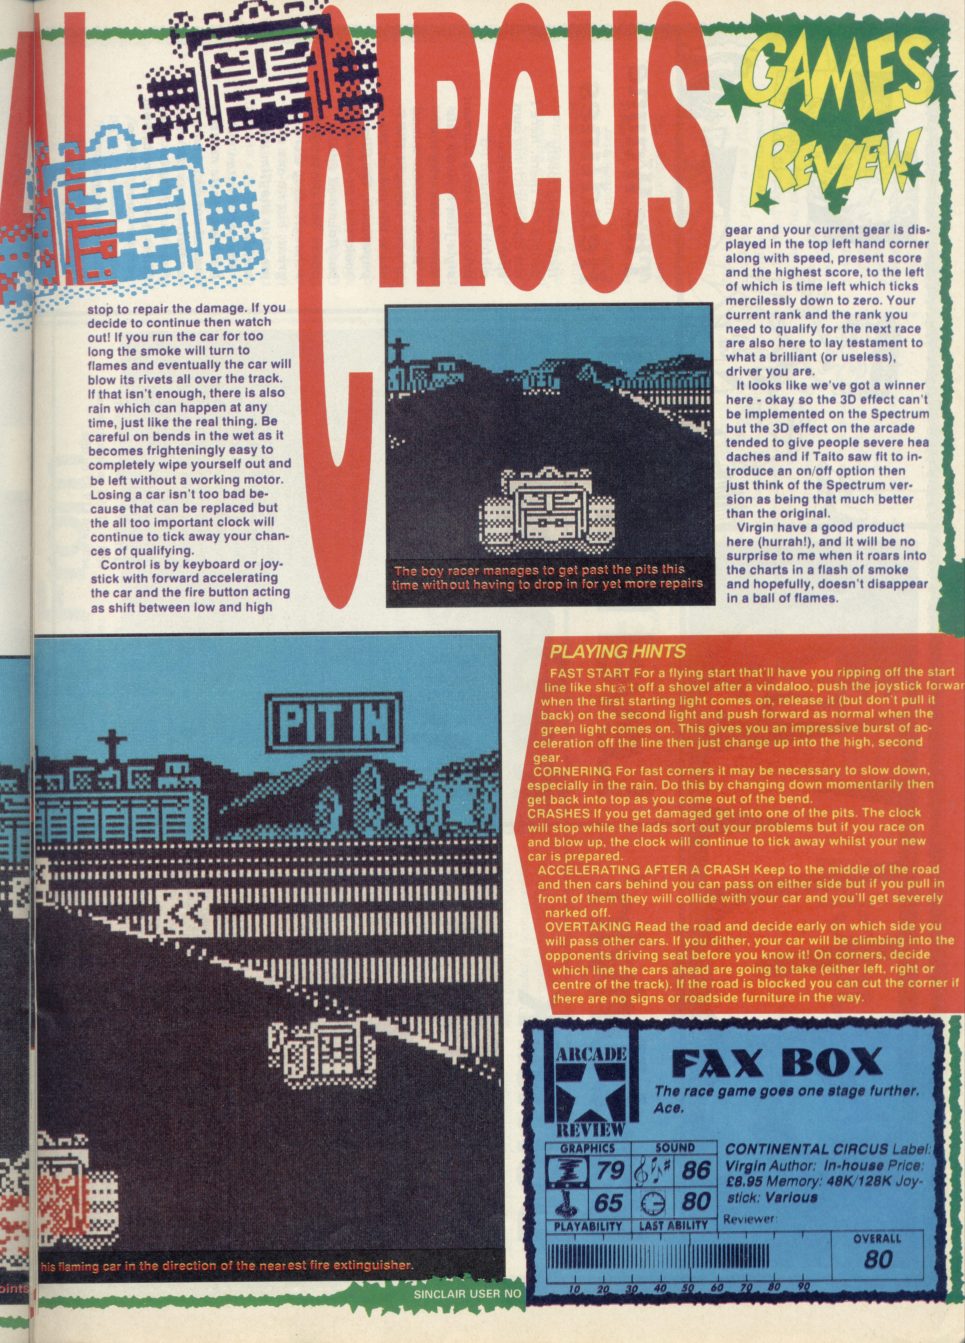 AL CIRCUS
GAMES
REVIEW
stop to repair the damage. If you
decide to continue then watch
out! If you run the car for too
long the smoke will turn to
flames and eventually the car will
blow its rivets all over the track.
If that isn't enough, there is also
rain which can happen at any
time, just like the real thing. Be
careful on bends in the wet as it
becomes frighteningly easy to
completely wipe yourself out and
be left without a working motor.
Losing a car isn't too bad be-
cause that can be replaced but
the all too important clock will
continue to tick away your chan-
ces of qualifying.
Control is by keyboard or joy-
stick with forward accelerating
the car and the fire button acting
as shift between low and high
The boy racer manages to get past the pits this
time without having to drop in for yet more repairs
gear and your current gear is dis-
played in the top left hand corner
along with speed, present score
and the highest score, to the left
of which is time left which ticks
mercilessly down to zero. Your
current rank and the rank you
need to qualify for the next race
are also here to lay testament to
what a brilliant (or useless),
driver you are.
It looks like we've got a winner
here - okay so the 3D effect can't
be implemented on the Spectrum
but the 3D effect on the arcade
tended to give people severe hea
daches and if Taito saw fit to in-
troduce an on/off option then
just think of the Spectrum ver-
sion as being that much better
than the original.
Virgin have a good product
here (hurrah!), and it will be no
surprise to me when it roars into
the charts in a flash of smoke
and hopefully, doesn't disappear
in a ball of flames.
PIT IN
his flaming car in the direction of the nearest fire extinguisher.
oints
PLAYING HINTS
FAST START For a flying start that'll have you ripping off the start
line like off a shovel after a vindaloo, push the joystick forwar
when the first starting light comes on, release it (but don't pull it
back) on the second light and push forward as normal when the
green light comes on. This gives you an impressive burst of ac-
celeration off the line then just change up into the high, second
gear.
CORNERING For fast corners it may be necessary to slow down,
especially in the rain. Do this by changing down momentarily then
get back into top as you come out of the bend.
CRASHES If you get damaged get into one of the pits. The clock
will stop while the lads sort out your problems but if you race on
and blow up, the clock will continue to tick away whilst your new
car is prepared.
ACCELERATING AFTER A CRASH Keep to the middle of the road
and then cars behind you can pass on either side but if you pull in
front of them they will collide with your car and you'll get severely
narked off.
OVERTAKING Read the road and decide early on which side you
will pass other cars. If you dither, your car will be climbing into the
opponents driving seat before you know it! On corners, decide
which line the cars ahead are going to take (either left, right or
centre of the track). If the road is blocked you can cut the corner if
there are no signs or roadside furniture in the way.
ARCADE
REVIEW
FAX BOX
The race game goes one stage further.
Ace.
GRAPHICS SOUND
79 86
65 80
PLAYABILITY LAST ABILITY
CONTINENTAL CIRCUS Label:
Virgin Author: In-house Price:
£8.95 Memory: 48K/128K Joy-
stick: Various
Reviewer:
OVERALL
80
10 20 30 40 50 60 70 80 90
SINCLAIR USER NO